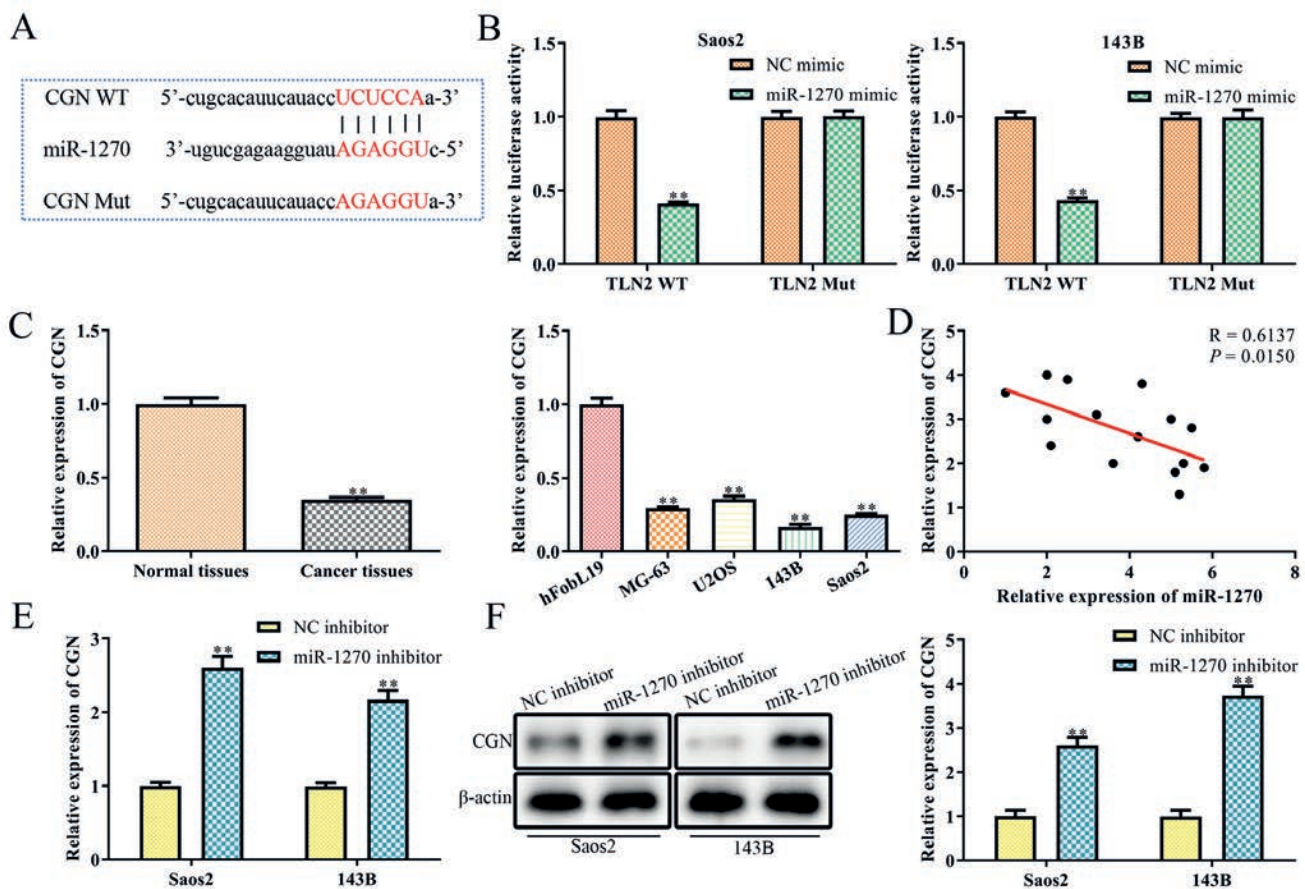 A
CGN WT 5’-cugcacauucauaccUCUCCAa-3’
miR-1270 3’-ugucgagaagguauAGAGGUc-5’
CGN Mut 5’-cugcacauucauaccAGAGGUa-3’
B
Saos2
NC mimic
miR-1270 mimic
Relative luciferase activity
1.5
1.0
0.5
0.0
**
TLN2 WT TLN2 Mut
143B
NC mimic
miR-1270 mimic
Relative luciferase activity
1.5
1.0
0.5
0.0
**
TLN2 WT TLN2 Mut
C
Relative expression of CGN
1.5
1.0
0.5
0.0
**
Normal tissues Cancer tissues
Relative expression of CGN
1.5
1.0
0.5
0.0
** ** ** **
hFobL19 MG-63 U2OS 143B Saos2
D
R = 0.6137
P = 0.0150
Relative expression of CGN
5
4
3
2
1
0
0 2 4 6 8
Relative expression of miR-1270
E
NC inhibitor
miR-1270 inhibitor
Relative expression of CGN
3
2
1
0
** **
Saos2 143B
F
NC inhibitor miR-1270 inhibitor NC inhibitor miR-1270 inhibitor
CGN
β-actin
Saos2 143B
NC inhibitor
miR-1270 inhibitor
Relative expression of CGN
5
4
3
2
1
0
** **
Saos2 143B